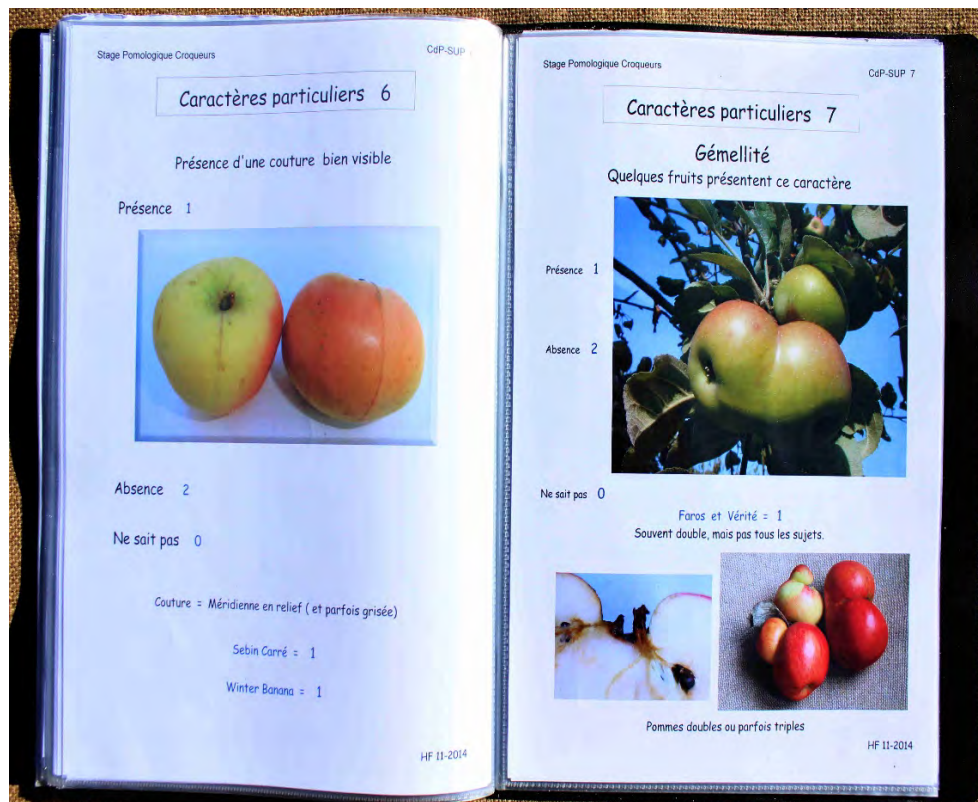 Stage Pomologique Croqueurs
CdP-SUP
Caractères particuliers 6
Présence d'une couture bien visible
Présence 1
Absence 2
Ne sait pas 0
Couture = Méridienne en relief ( et parfois grisée)
Sebin Carré = 1
Winter Banana = 1
HF 11-2014
Stage Pomologique Croqueurs
CdP-SUP 7
Caractères particuliers 7
Gémellité
Quelques fruits présentent ce caractère
Présence 1
Absence 2
Ne sait pas 0
Faros et Vérité = 1
Souvent double, mais pas tous les sujets.
Pommes doubles ou parfois triples
HF 11-2014